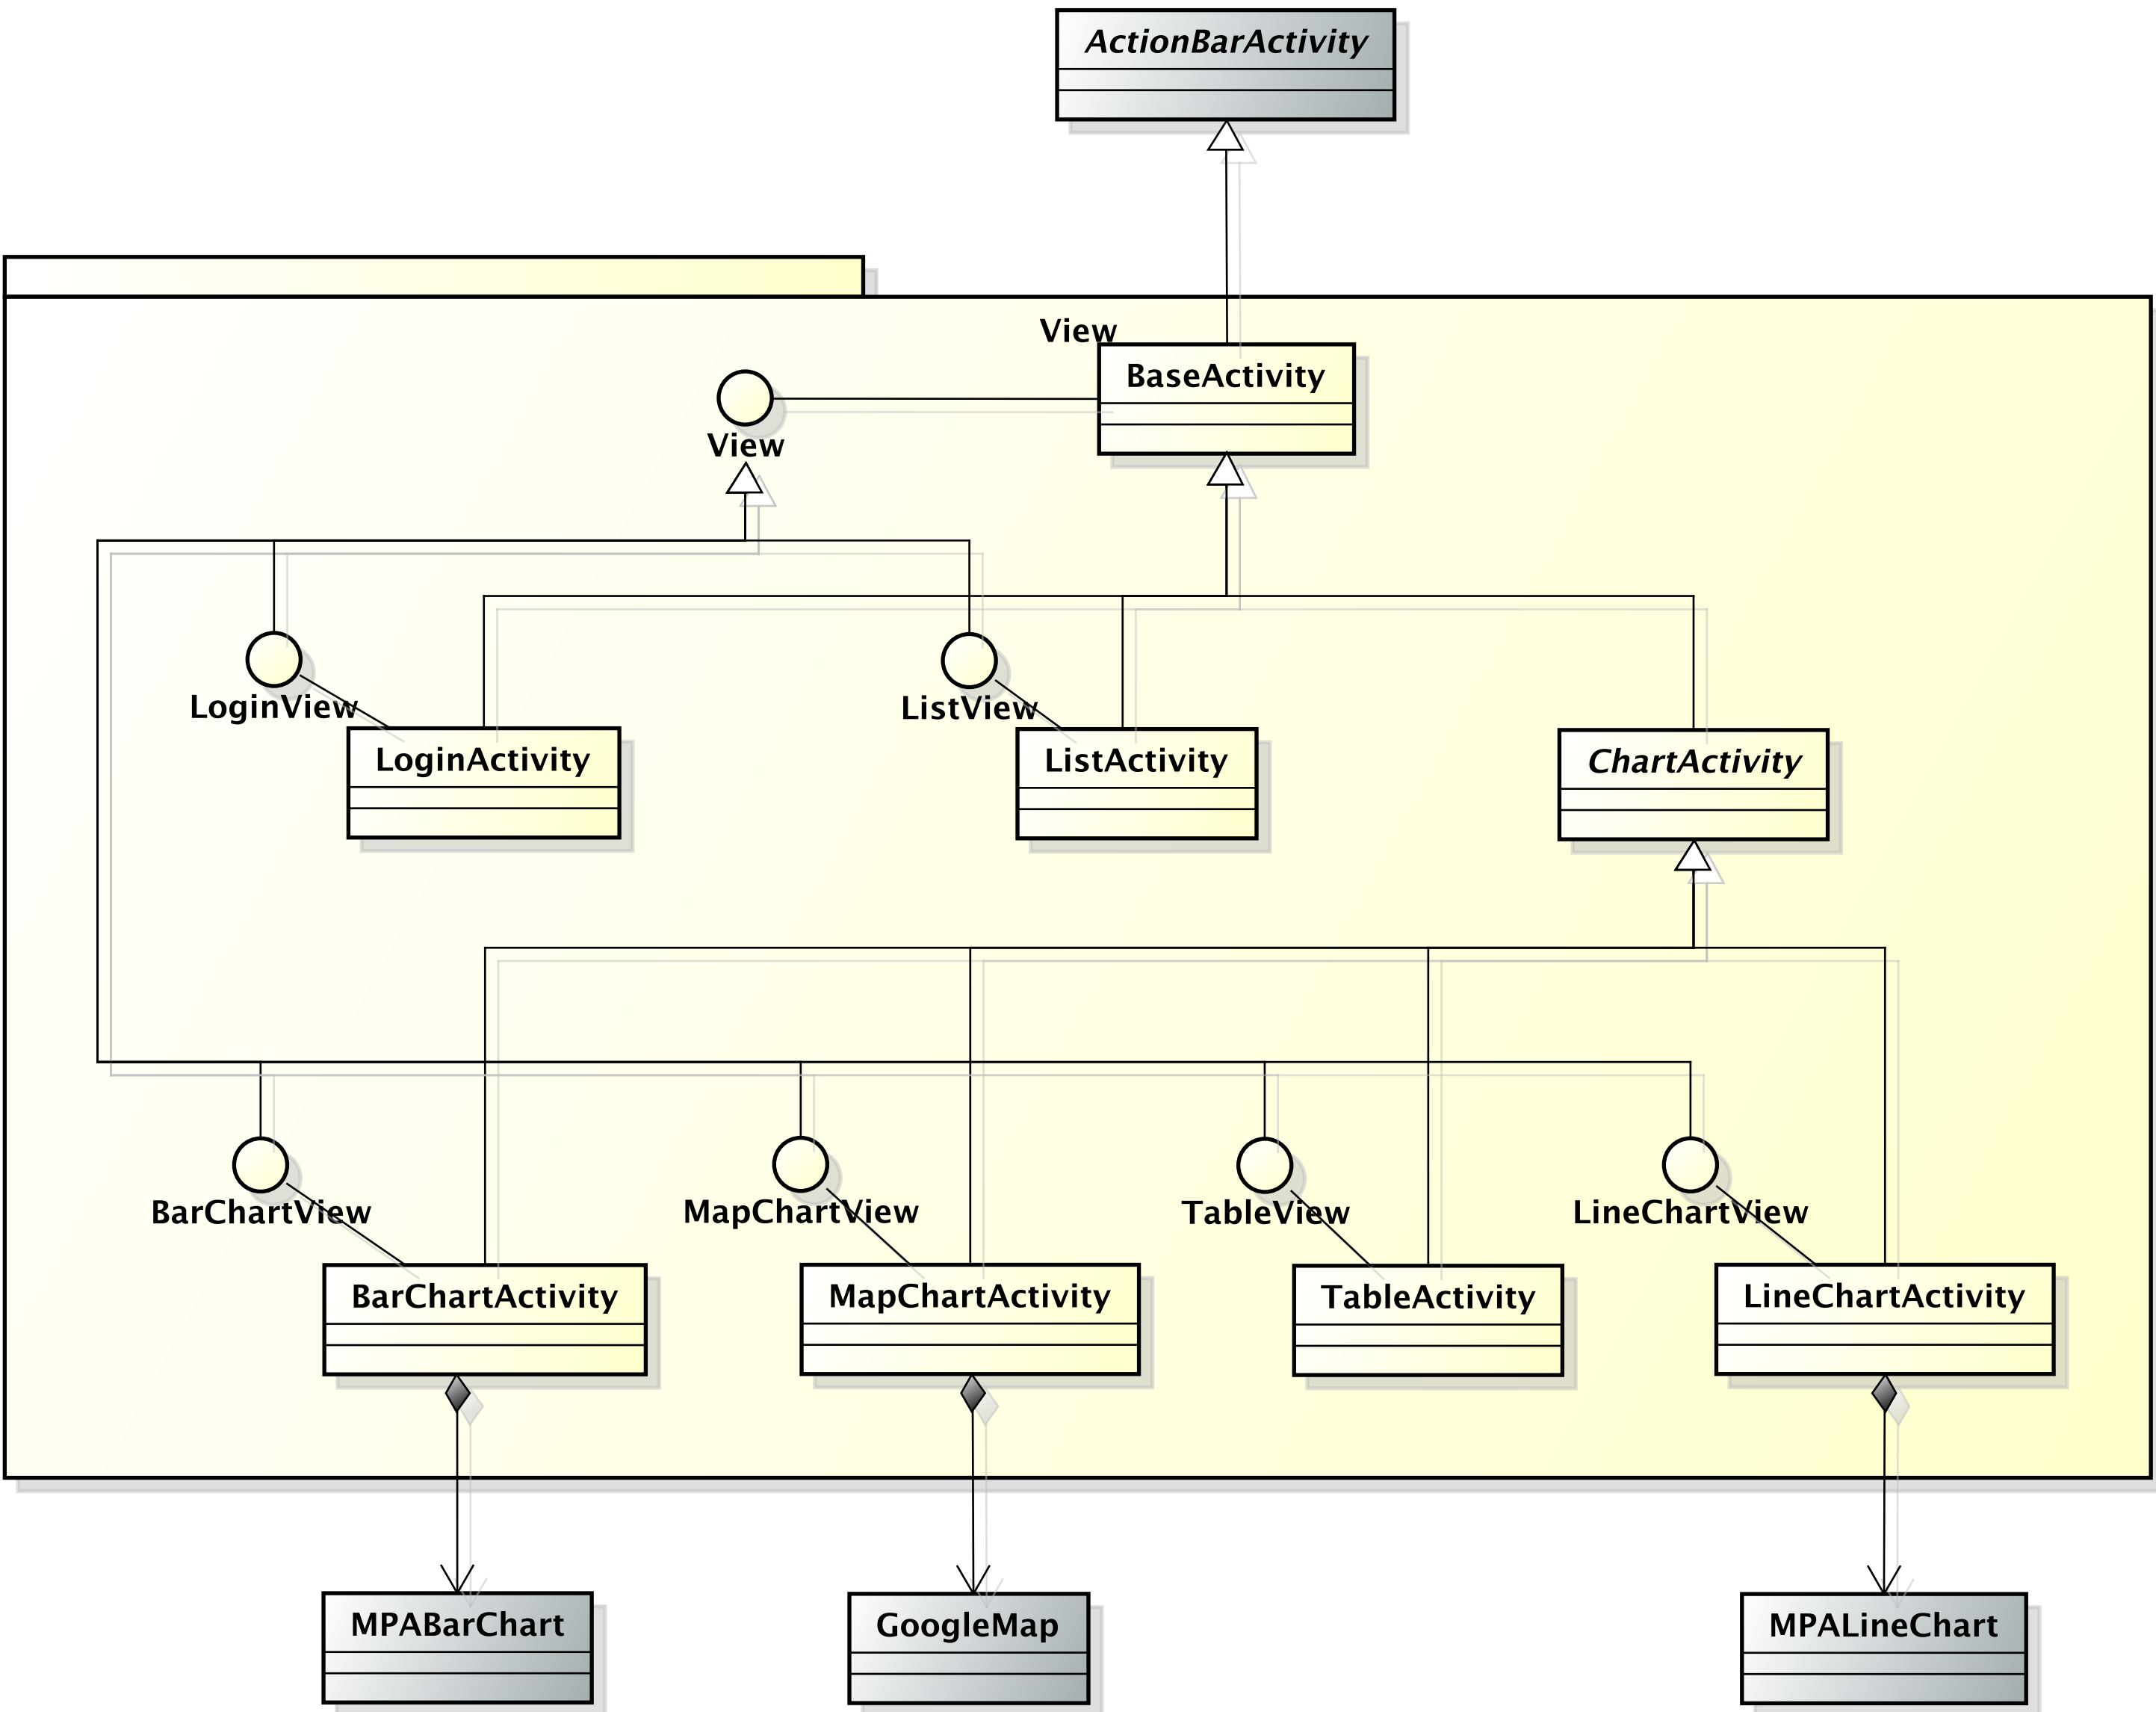 ActionBarActivity
View
BaseActivity
View
LoginView
ListView
LoginActivity
ListActivity
ChartActivity
BarChartView
MapChartView
TableView
LineChartView
BarChartActivity
MapChartActivity
TableActivity
LineChartActivity
MPABarChart
GoogleMap
MPALineChart